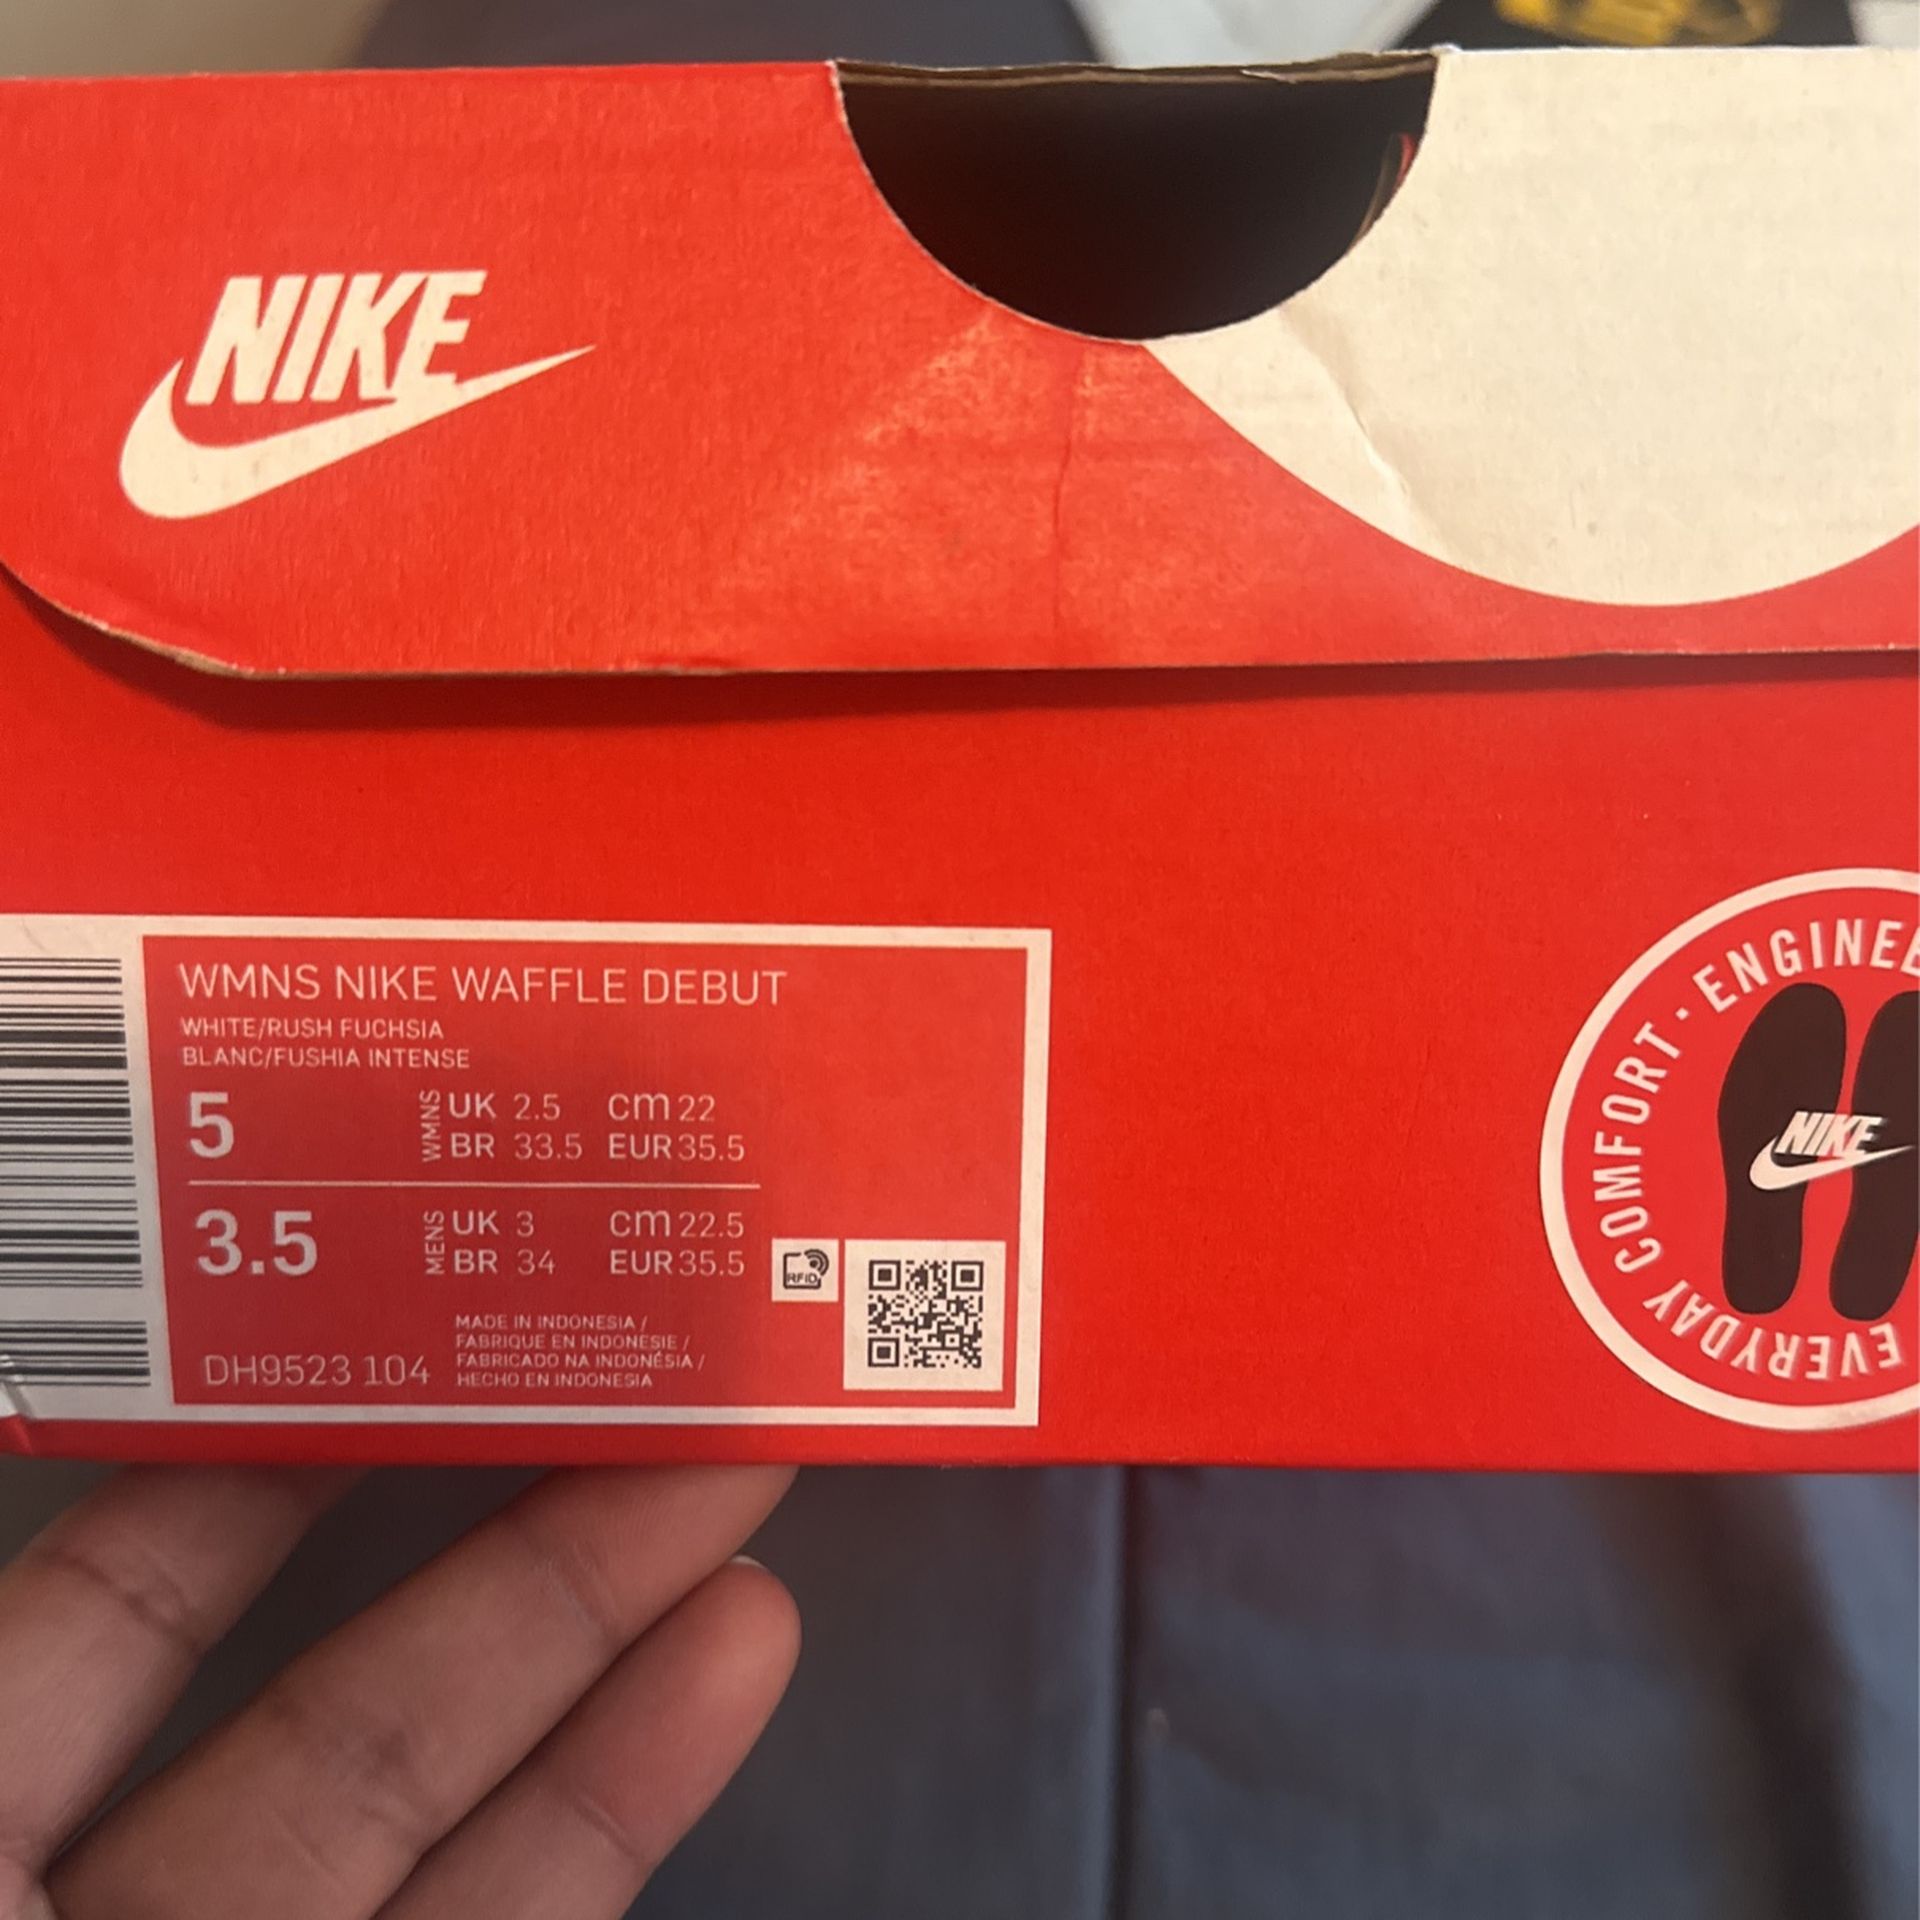 NIKE
WMNS NIKE WAFFLE DEBUT
WHITE/RUSH FUCHSIA
BLANC/FUSHIA INTENSE
5 WMNS UK 2.5 cm 22
BR 33.5 EUR 35.5
3.5 MENS UK 3 cm 22.5
BR 34 EUR 35.5
RFID
MADE IN INDONESIA /
FABRIQUE EN INDONESIE /
FABRICADO NA INDONÉSIA /
HECHO EN INDONESIA
DH9523 104
EVERYDAY COMFORT · ENGINEE
NIKE